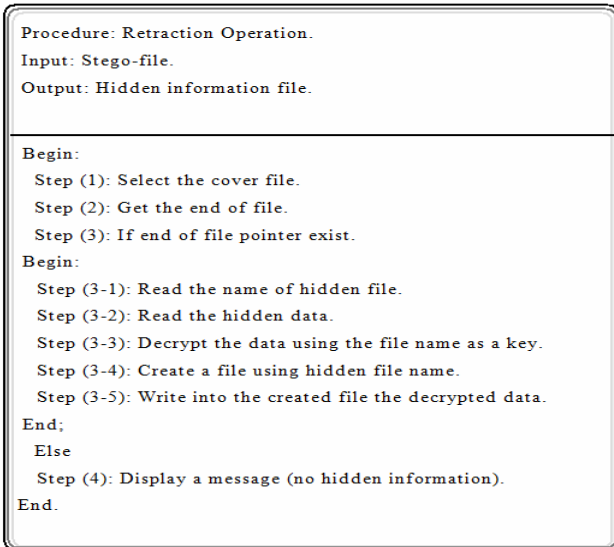 Procedure: Retraction Operation.
Input: Stego-file.
Output: Hidden information file.
Begin:
Step (1): Select the cover file.
Step (2): Get the end of file.
Step (3): If end of file pointer exist.
Begin:
Step (3-1): Read the name of hidden file.
Step (3-2): Read the hidden data.
Step (3-3): Decrypt the data using the file name as a key.
Step (3-4): Create a file using hidden file name.
Step (3-5): Write into the created file the decrypted data.
End;
Else
Step (4): Display a message (no hidden information).
End.